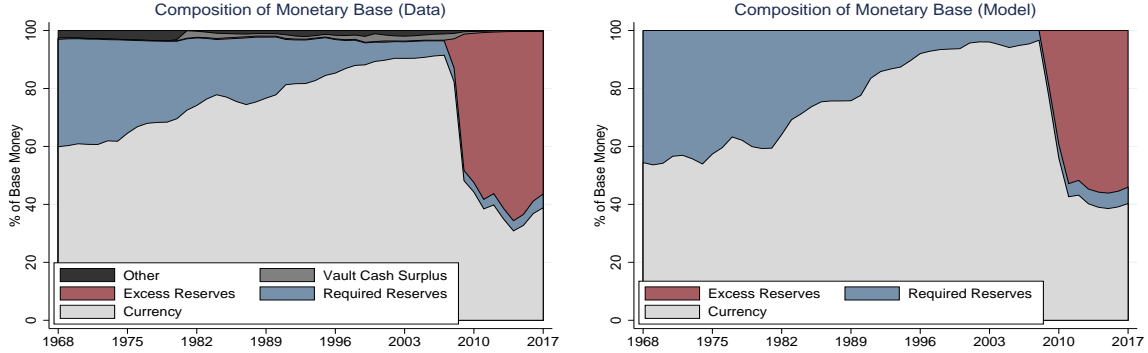 Composition of Monetary Base (Data)
% of Base Money
100
80
60
40
20
0
Other
Vault Cash Surplus
Excess Reserves
Required Reserves
Currency
1968 1975 1982 1989 1996 2003 2010 2017
Composition of Monetary Base (Model)
% of Base Money
100
80
60
40
20
0
Excess Reserves
Required Reserves
Currency
1968 1975 1982 1989 1996 2003 2010 2017